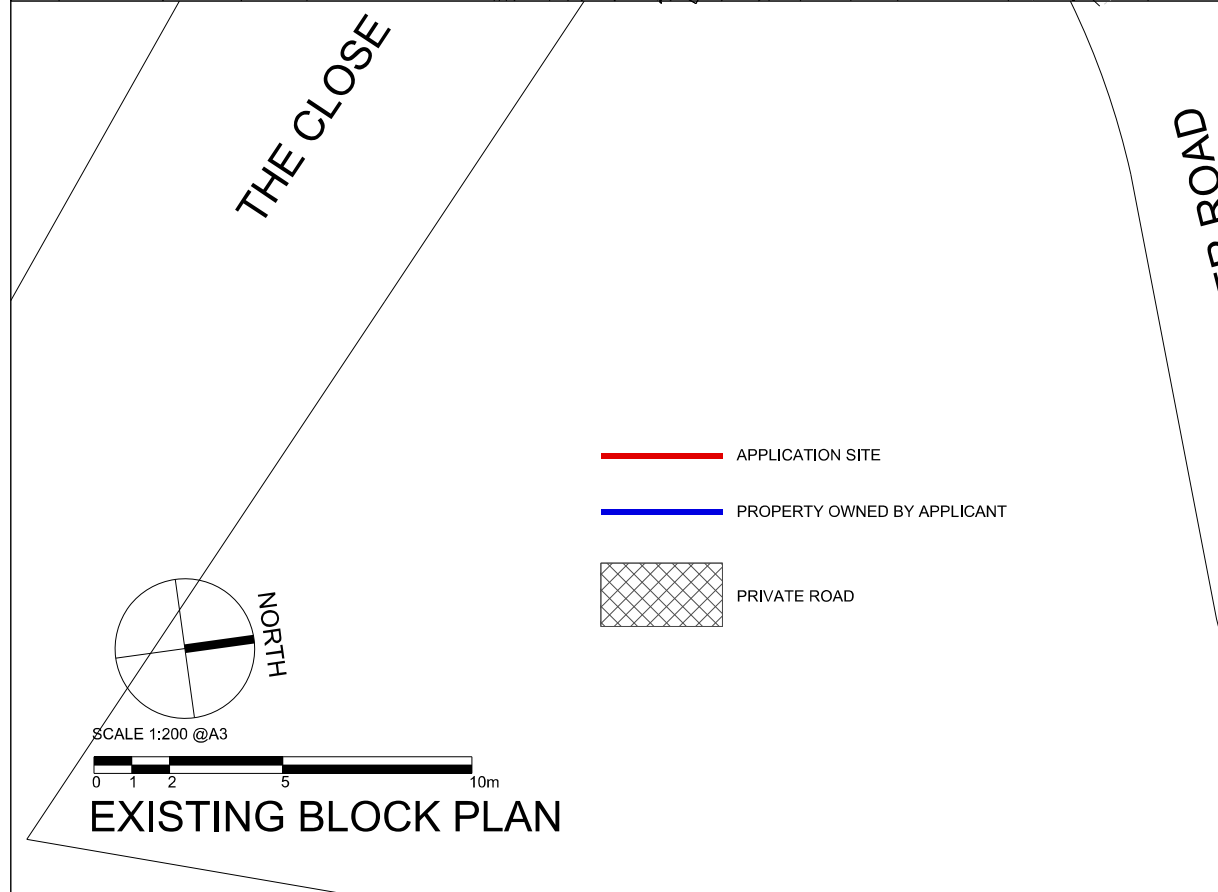 THE CLOSE
ROAD
APPLICATION SITE
PROPERTY OWNED BY APPLICANT
PRIVATE ROAD
NORTH
SCALE 1:200 @A3
0 1 2 5 10m
EXISTING BLOCK PLAN